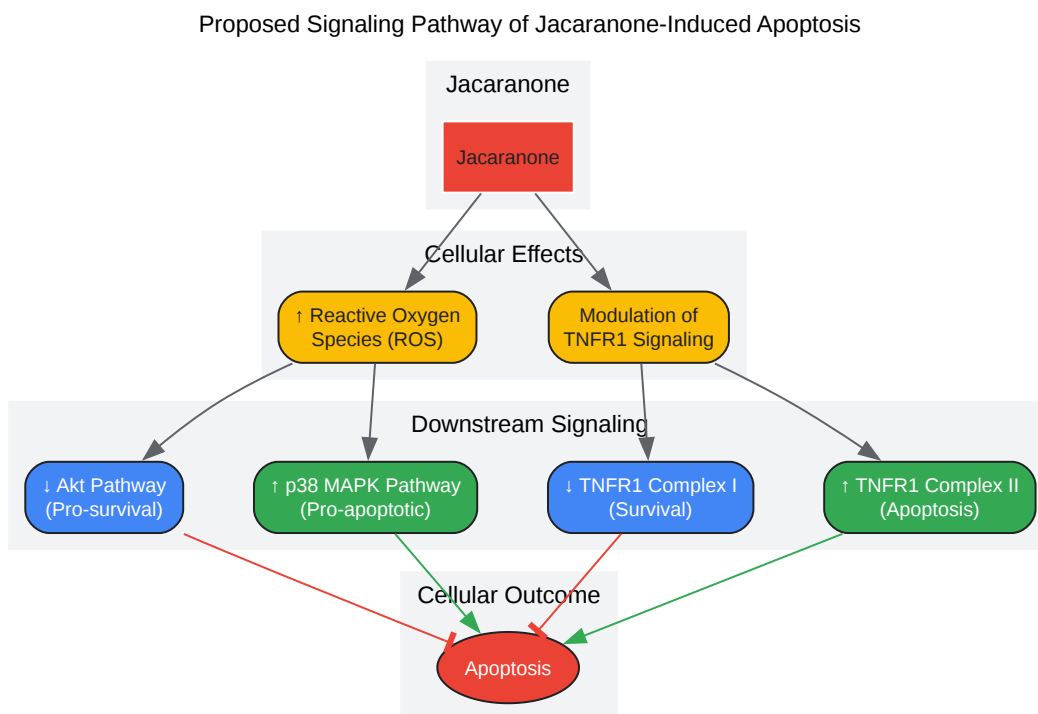 Proposed Signaling Pathway of Jacaranone-Induced Apoptosis
Jacaranone
Jacaranone
Cellular Effects
↑ Reactive Oxygen
Species (ROS)
Modulation of
TNFR1 Signaling
Downstream Signaling
↓ Akt Pathway
(Pro-survival)
↑ p38 MAPK Pathway
(Pro-apoptotic)
↓ TNFR1 Complex I
(Survival)
↑ TNFR1 Complex II
(Apoptosis)
Cellular Outcome
Apoptosis